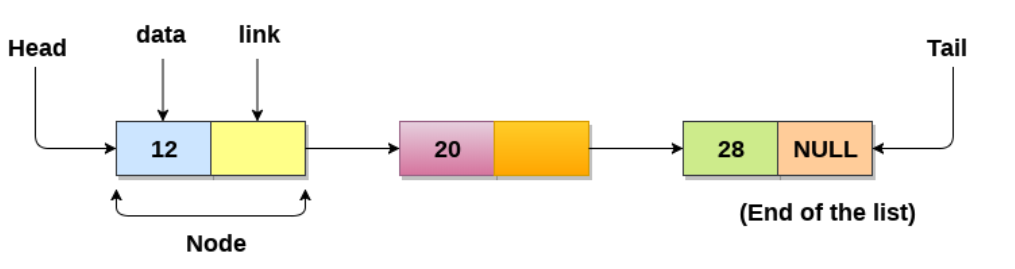 Head
data
link
Tail
12
20
28
NULL
(End of the list)
Node